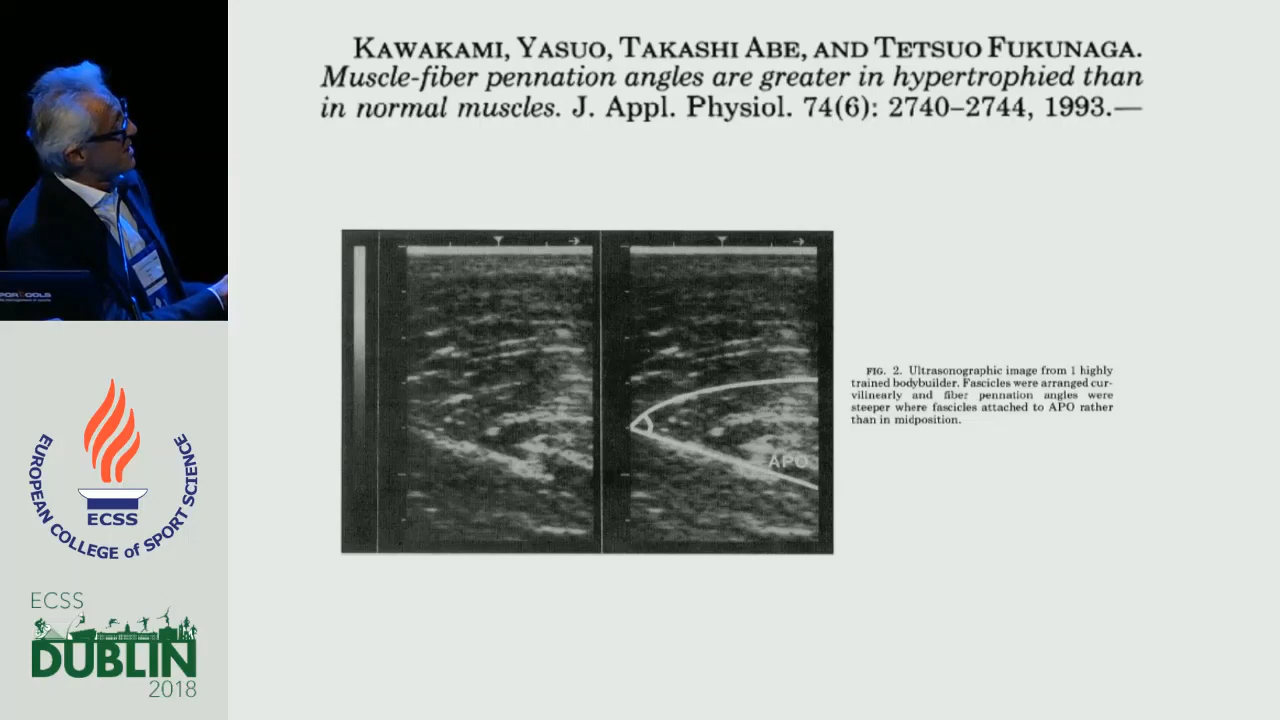 KAWAKAMI, YASUO, TAKASHI ABE, AND TETSUO FUKUNAGA.
Muscle-fiber pennation angles are greater in hypertrophied than
in normal muscles. J. Appl. Physiol. 74(6): 2740–2744, 1993.—
APO
FIG. 2. Ultrasonographic image from 1 highly
trained bodybuilder. Fascicles were arranged cur-
vilinearly and fiber pennation angles were
steeper where fascicles attached to APO rather
than in midposition.
EUROPEAN COLLEGE of SPORT SCIENCE
ECSS
ECSS
DUBLIN
2018